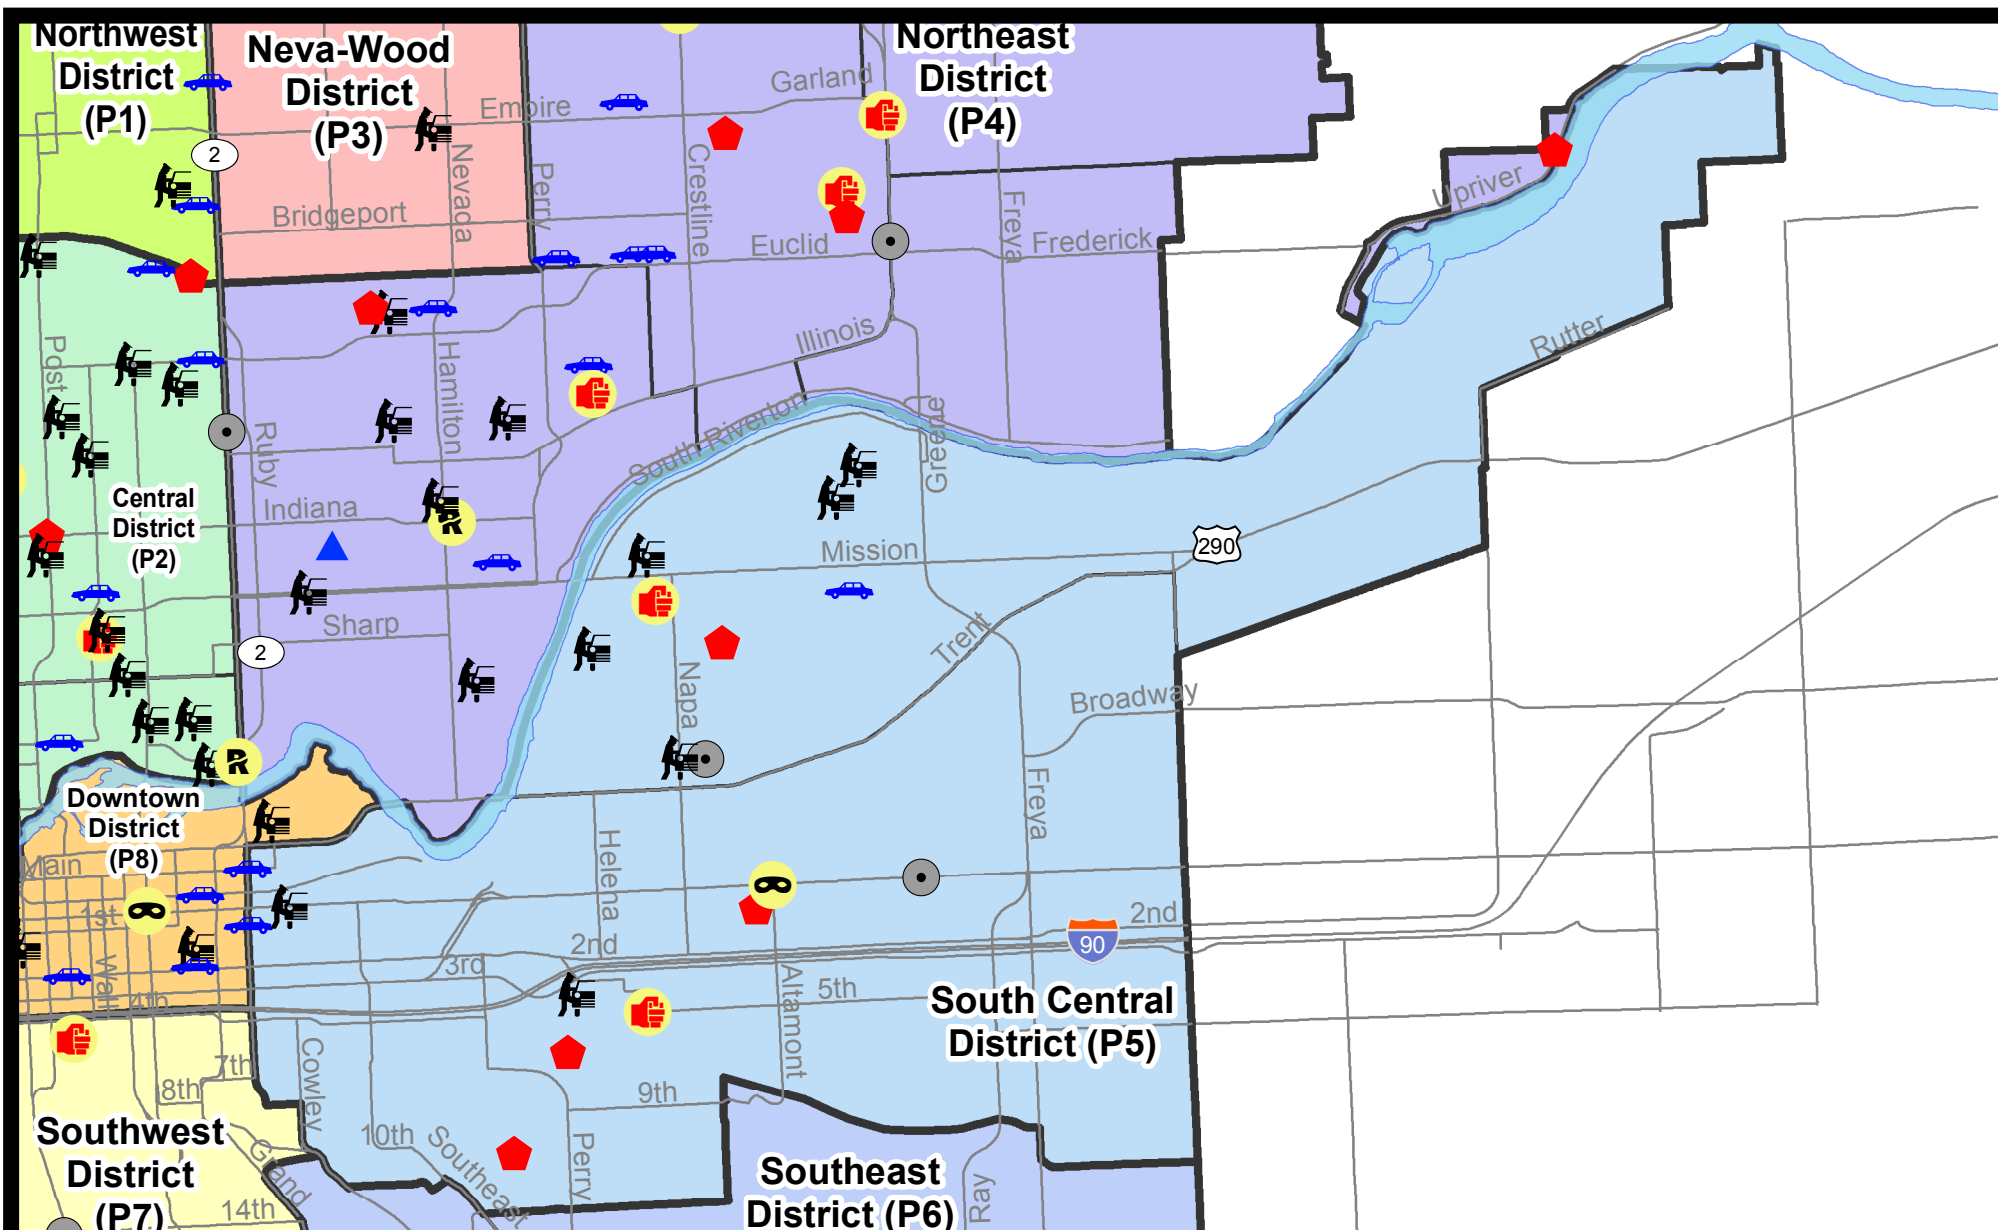 Northwest
District
(P1)
Neva-Wood
District
(P3)
Northeast
District
(P4)
Garland
Empire
2
Nevada
Perry
Crestline
Freya
Upriver
Bridgeport
Euclid
Frederick
Post
Hamilton
Illinois
Rutter
Ruby
South Riverton
Greene
Central
District
(P2)
Indiana
Mission
290
Sharp
2
Trent
Napa
Broadway
Downtown
District
(P8)
Main
Helena
Freya
1st
2nd
2nd
90
3rd
Wall
4th
5th
Altamont
South Central
District (P5)
Cowley
7th
8th
9th
10th
Southeast
Perry
Southwest
District
(P7)
Grand
14th
Southeast
District (P6)
Ray
R
R